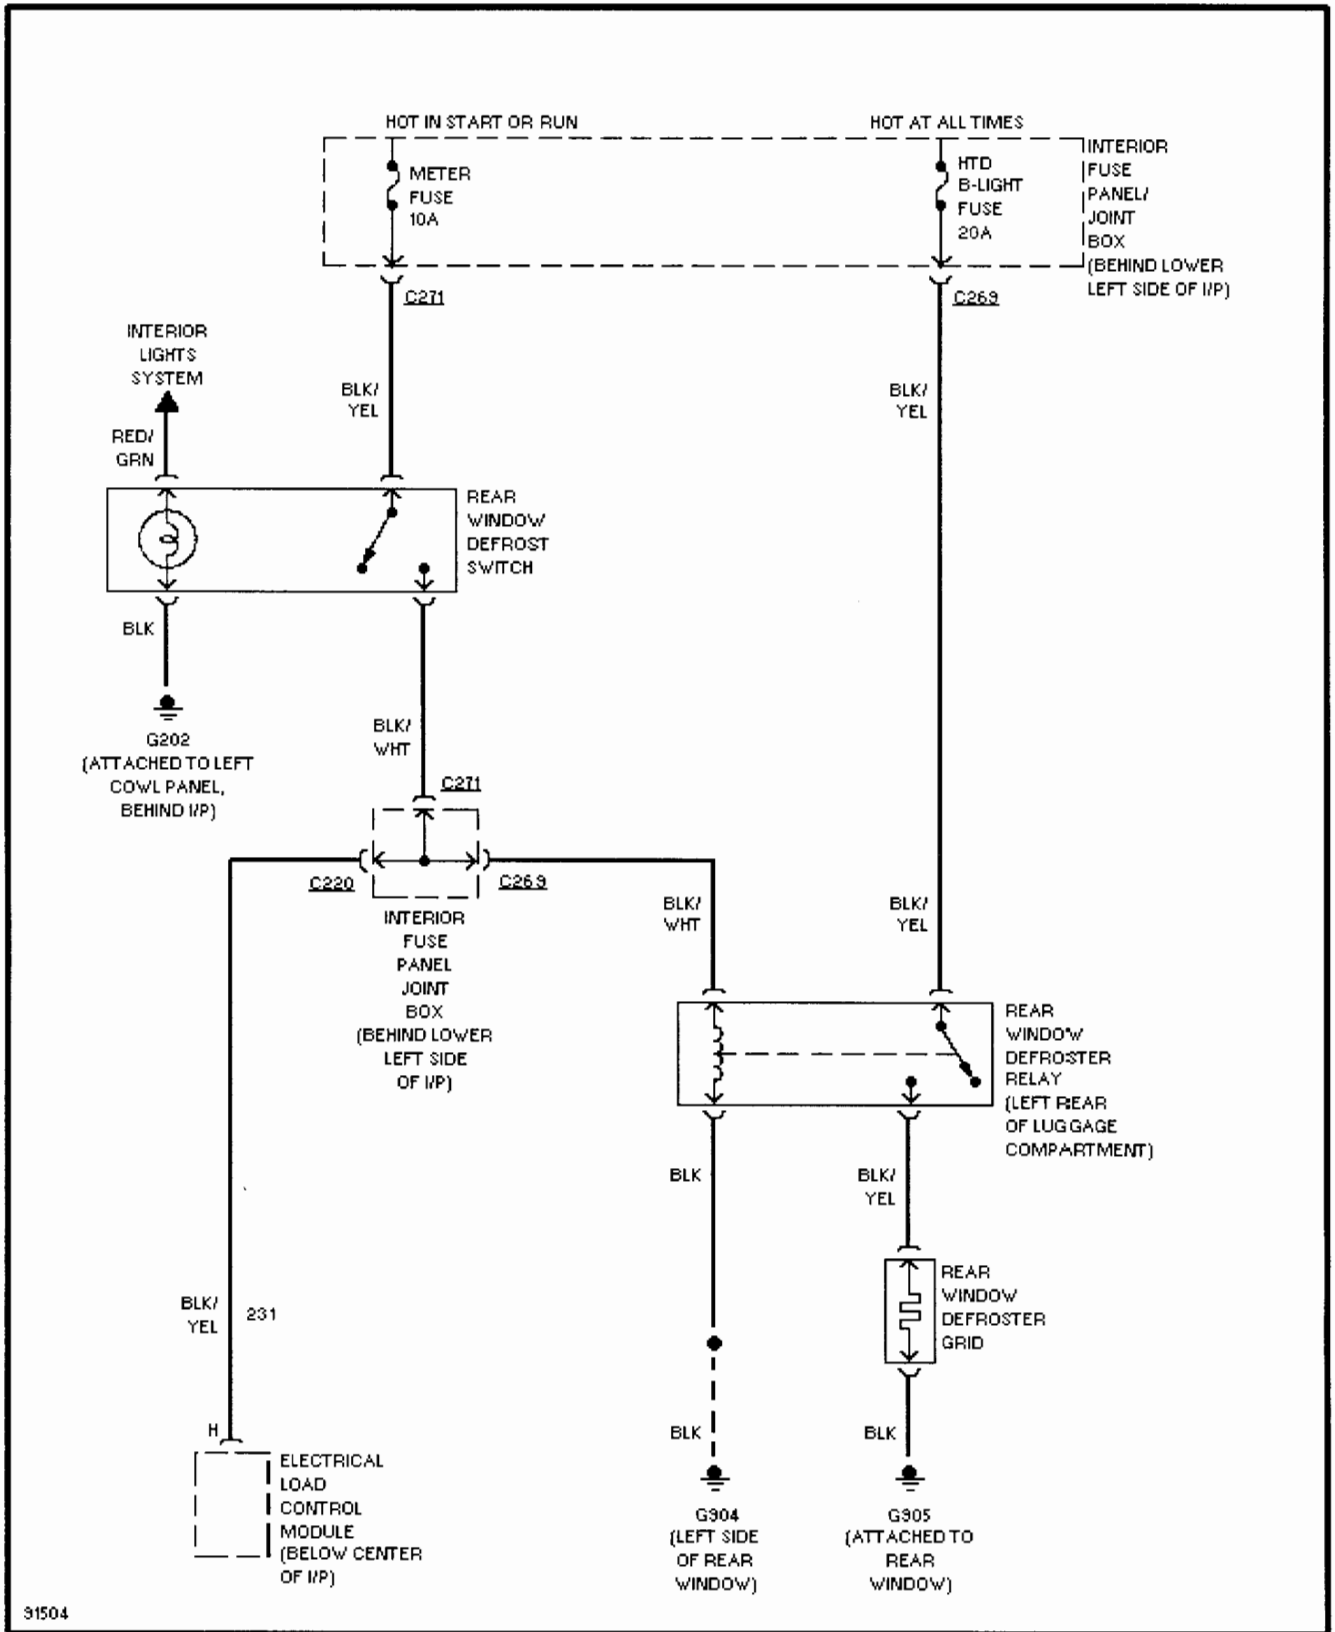 HOT IN START OR RUN
HOT AT ALL TIMES
METER
FUSE
10A
HTD
B-LIGHT
FUSE
20A
INTERIOR
FUSE
PANEL/
JOINT
BOX
(BEHIND LOWER
LEFT SIDE OF I/P)
C271
C269
INTERIOR
LIGHTS
SYSTEM
BLK/
YEL
BLK/
YEL
RED/
GRN
REAR
WINDOW
DEFROST
SWITCH
BLK
G202
(ATTACHED TO LEFT
COWL PANEL,
BEHIND I/P)
BLK/
WHT
C271
C220
C269
INTERIOR
FUSE
PANEL
JOINT
BOX
(BEHIND LOWER
LEFT SIDE
OF I/P)
BLK/
WHT
BLK/
YEL
REAR
WINDOW
DEFROSTER
RELAY
(LEFT REAR
OF LUGGAGE
COMPARTMENT)
BLK
BLK/
YEL
REAR
WINDOW
DEFROSTER
GRID
BLK/
YEL
231
H
ELECTRICAL
LOAD
CONTROL
MODULE
(BELOW CENTER
OF I/P)
BLK
BLK
G904
(LEFT SIDE
OF REAR
WINDOW)
G905
(ATTACHED TO
REAR
WINDOW)
91504